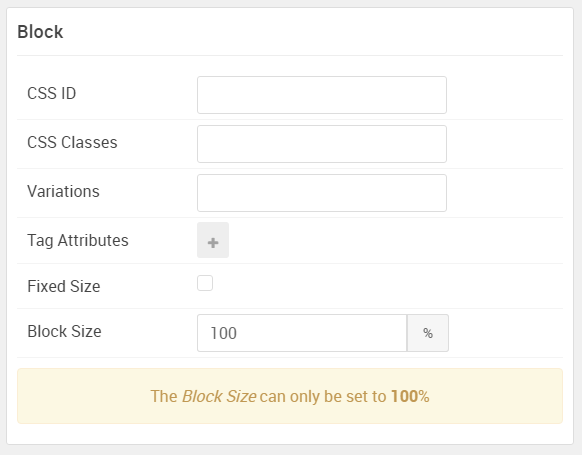 Block
CSS ID
CSS Classes
Variations
Tag Attributes
+
Fixed Size
Block Size
100 %
The Block Size can only be set to 100%